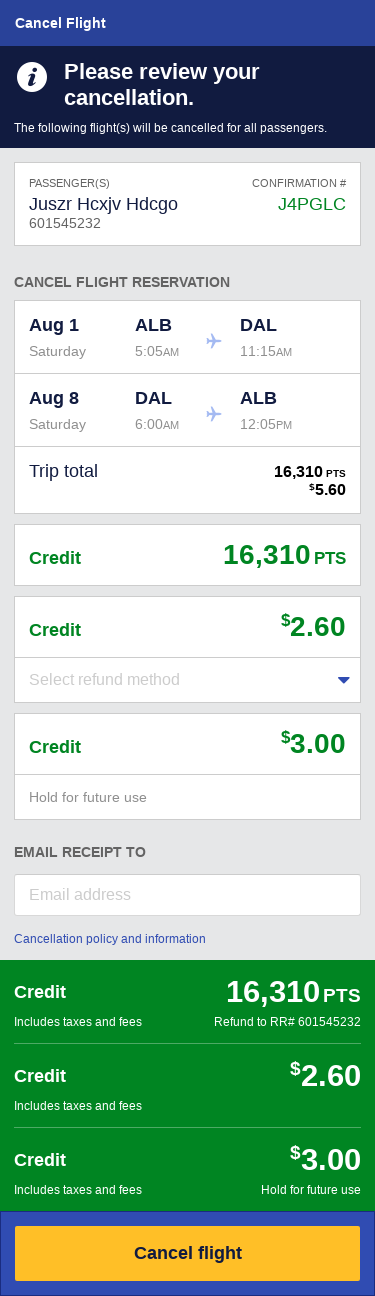 Cancel Flight
Please review your
cancellation.
The following flight(s) will be cancelled for all passengers.
PASSENGER(S) CONFIRMATION #
Juszr Hcxjv Hdcgo J4PGLC
601545232
CANCEL FLIGHT RESERVATION
Aug 1 ALB DAL
Saturday 5:05AM 11:15AM
Aug 8 DAL ALB
Saturday 6:00AM 12:05PM
Trip total 16,310 PTS
$5.60
Credit 16,310 PTS
Credit $2.60
Select refund method
Credit $3.00
Hold for future use
EMAIL RECEIPT TO
Email address
Cancellation policy and information
Credit 16,310 PTS
Includes taxes and fees Refund to RR# 601545232
Credit $2.60
Includes taxes and fees
Credit $3.00
Includes taxes and fees Hold for future use
Cancel flight